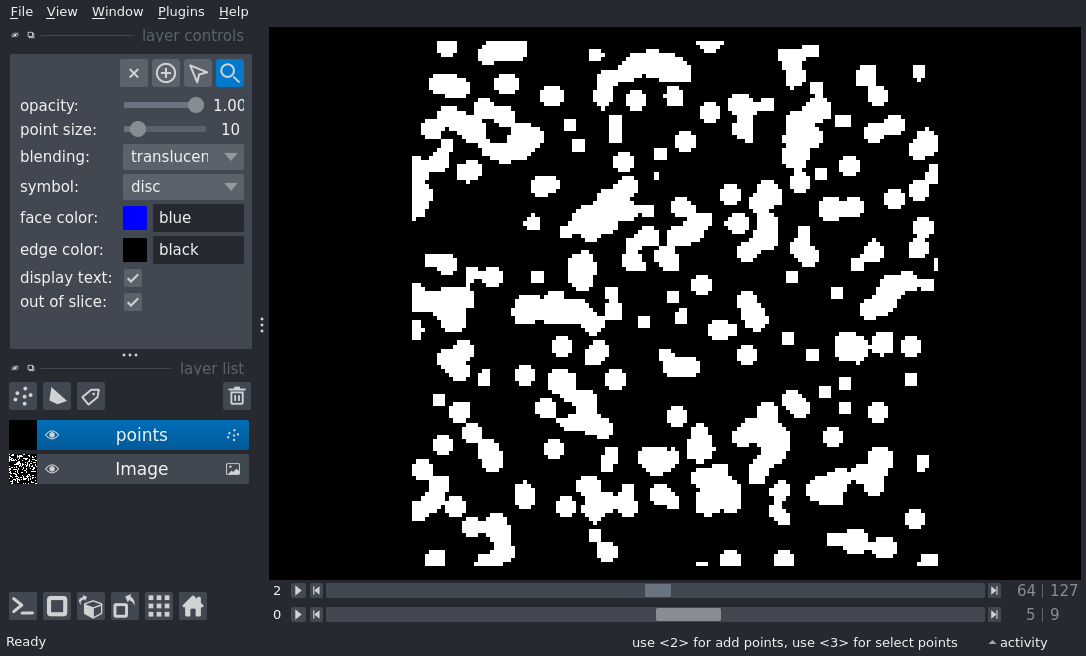 File View Window Plugins Help
layer controls
opacity: 1.00
point size: 10
blending: translucen
symbol: disc
face color: blue
edge color: black
display text:
out of slice:
layer list
points
Image
2 64 | 127
0 5 | 9
Ready use <2> for add points, use <3> for select points activity